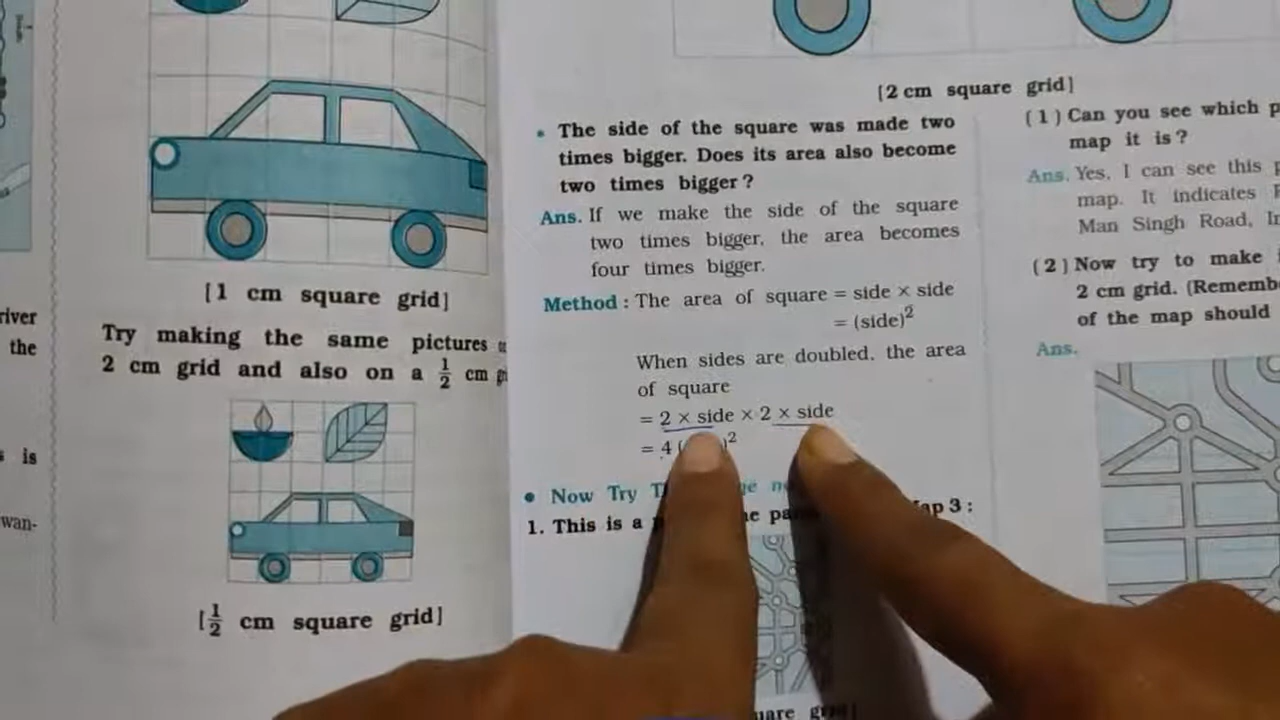 river
the
is
wan-
[1 cm square grid]
Try making the same pictures
2 cm grid and also on a 1/2 cm
[1/2 cm square grid]
[2 cm square grid]
• The side of the square was made two
times bigger. Does its area also become
two times bigger?
Ans. If we make the side of the square
two times bigger, the area becomes
four times bigger.
Method : The area of square = side × side
= (side)²
When sides are doubled, the area
of square
= 2 × side × 2 × side
= 4 ( )²
• Now Try
1. This is a
3 :
(1) Can you see which
map it is?
Ans. Yes, I can see this
map. It indicates
Man Singh Road,
(2) Now try to make
2 cm grid. (Rememb
of the map should
Ans.